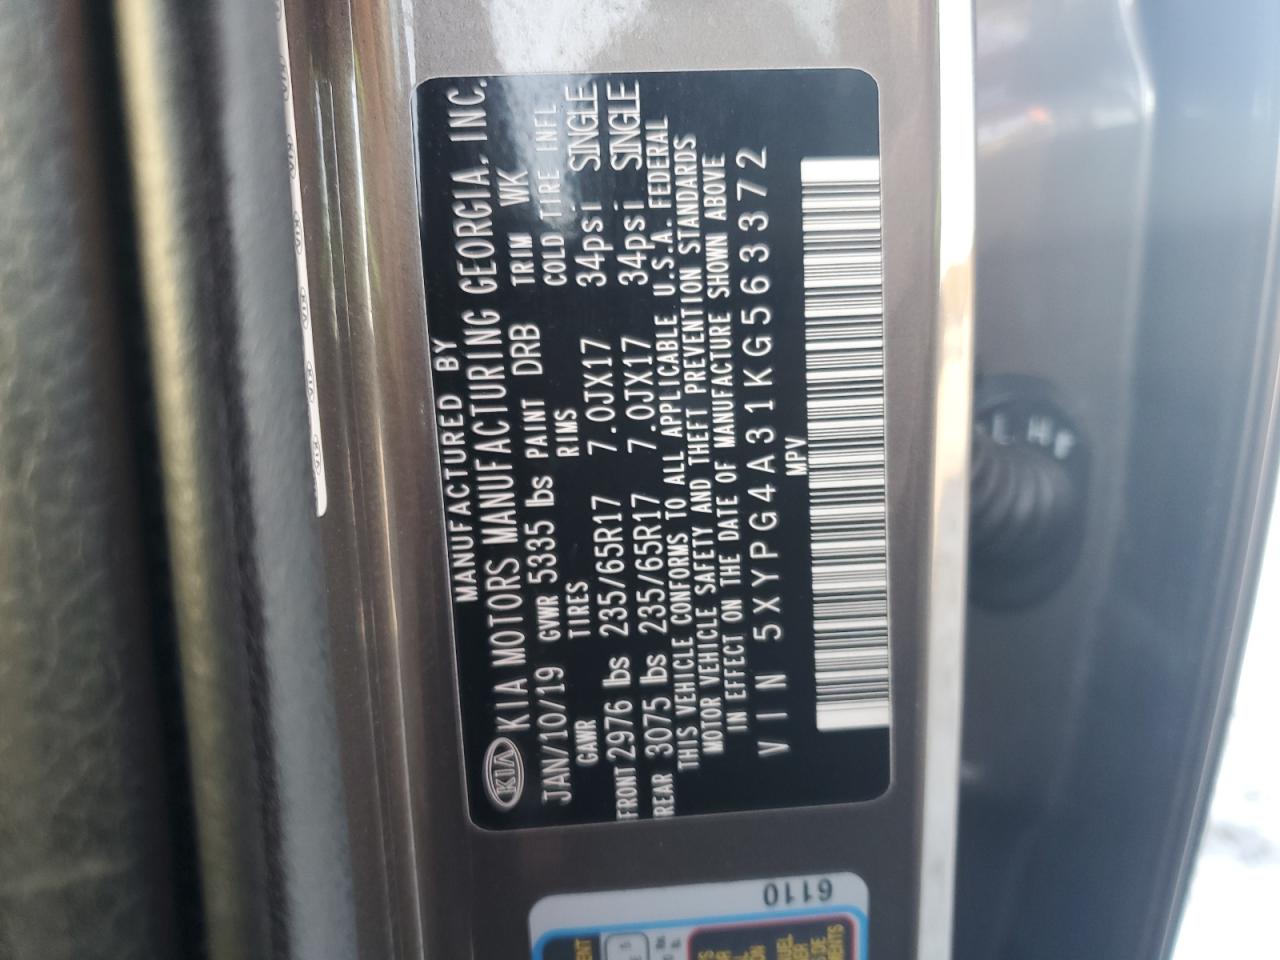 MANUFACTURED BY
KIA KIA MOTORS MANUFACTURING GEORGIA, INC.
JAN/10/19 GVWR 5335 lbs PAINT DRB TRIM WK
GAWR TIRES RIMS COLD TIRE INFL
FRONT 2976 lbs 235/65R17 7.0JX17 34psi SINGLE
REAR 3075 lbs 235/65R17 7.0JX17 34psi SINGLE
THIS VEHICLE CONFORMS TO ALL APPLICABLE U.S.A. FEDERAL
MOTOR VEHICLE SAFETY AND THEFT PREVENTION STANDARDS
IN EFFECT ON THE DATE OF MANUFACTURE SHOWN ABOVE
VIN 5XYPG4A31KG563372
MPV
6110